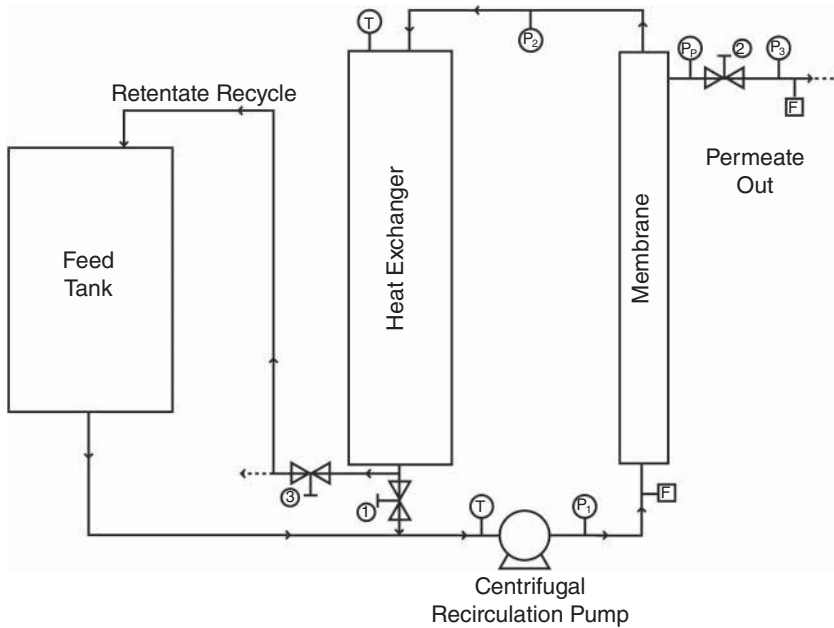 T
P2
PP
2
P3
F
Retentate Recycle
Permeate
Out
Feed
Tank
Heat Exchanger
Membrane
3
1
T
P1
F
Centrifugal
Recirculation Pump